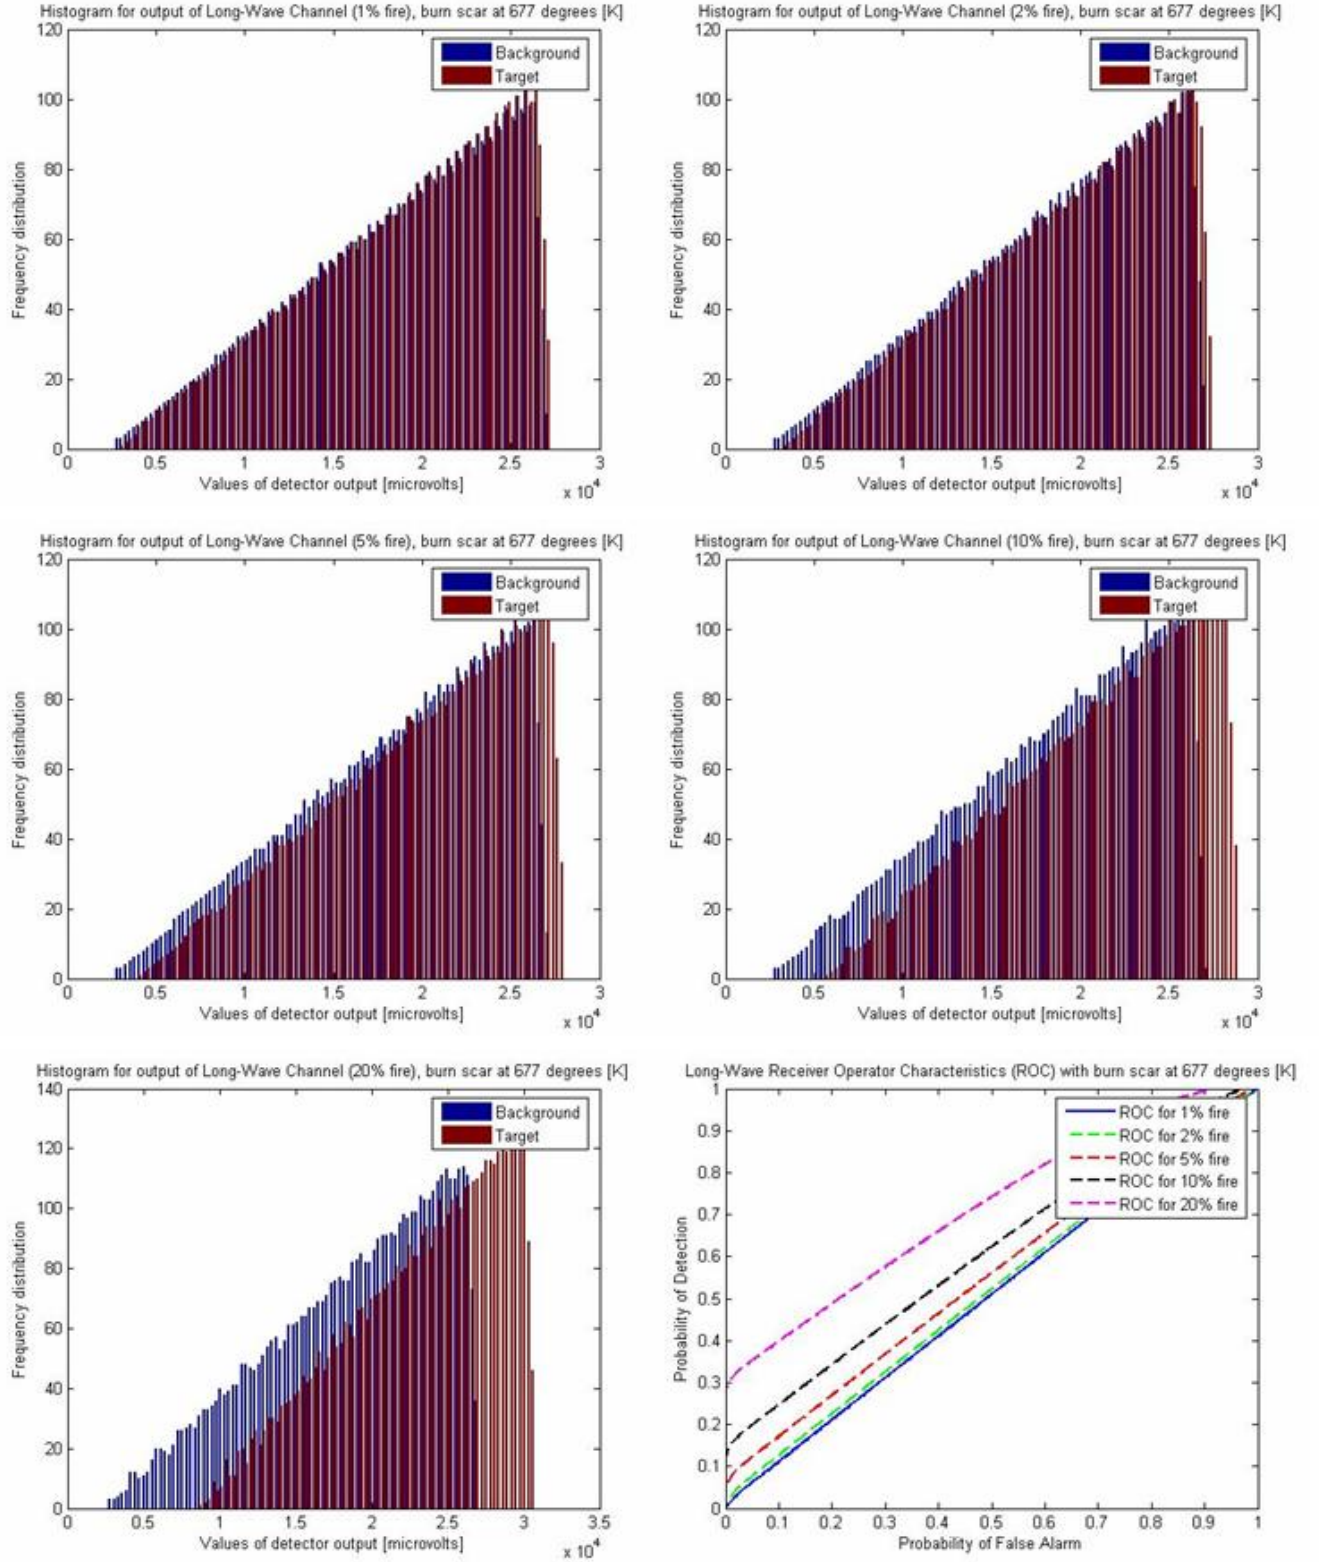 Histogram for output of Long-Wave Channel (1% fire), burn scar at 677 degrees [K]
120
100
80
60
40
20
0
Frequency distribution
Background
Target
0 0.5 1 1.5 2 2.5 3
Values of detector output [microvolts]
x 10^4
Histogram for output of Long-Wave Channel (2% fire), burn scar at 677 degrees [K]
120
100
80
60
40
20
0
Frequency distribution
Background
Target
0 0.5 1 1.5 2 2.5 3
Values of detector output [microvolts]
x 10^4
Histogram for output of Long-Wave Channel (5% fire), burn scar at 677 degrees [K]
120
100
80
60
40
20
0
Frequency distribution
Background
Target
0 0.5 1 1.5 2 2.5 3
Values of detector output [microvolts]
x 10^4
Histogram for output of Long-Wave Channel (10% fire), burn scar at 677 degrees [K]
120
100
80
60
40
20
0
Frequency distribution
Background
Target
0 0.5 1 1.5 2 2.5 3
Values of detector output [microvolts]
x 10^4
Histogram for output of Long-Wave Channel (20% fire), burn scar at 677 degrees [K]
140
120
100
80
60
40
20
0
Frequency distribution
Background
Target
0 0.5 1 1.5 2 2.5 3 3.5
Values of detector output [microvolts]
x 10^4
Long-Wave Receiver Operator Characteristics (ROC) with burn scar at 677 degrees [K]
1
0.9
0.8
0.7
0.6
0.5
0.4
0.3
0.2
0.1
0
Probability of Detection
ROC for 1% fire
ROC for 2% fire
ROC for 5% fire
ROC for 10% fire
ROC for 20% fire
0 0.1 0.2 0.3 0.4 0.5 0.6 0.7 0.8 0.9 1
Probability of False Alarm